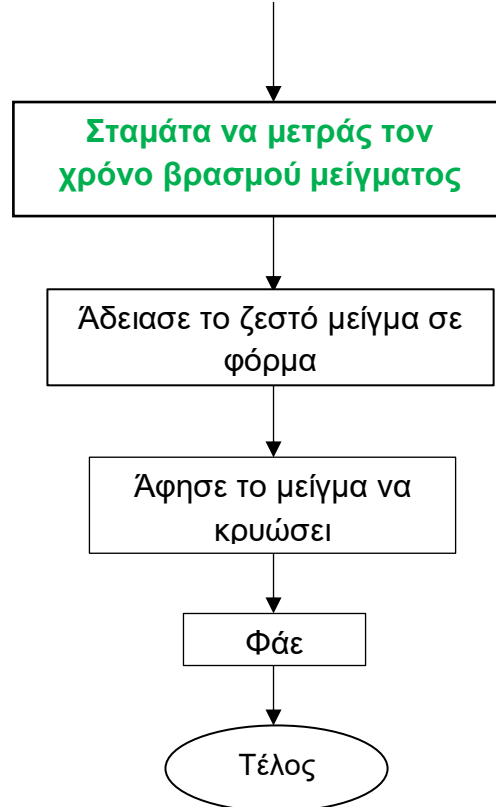 Σταμάτα να μετράς τον
χρόνο βρασμού μείγματος
Άδειασε το ζεστό μείγμα σε
φόρμα
Άφησε το μείγμα να
κρυώσει
Φάε
Τέλος